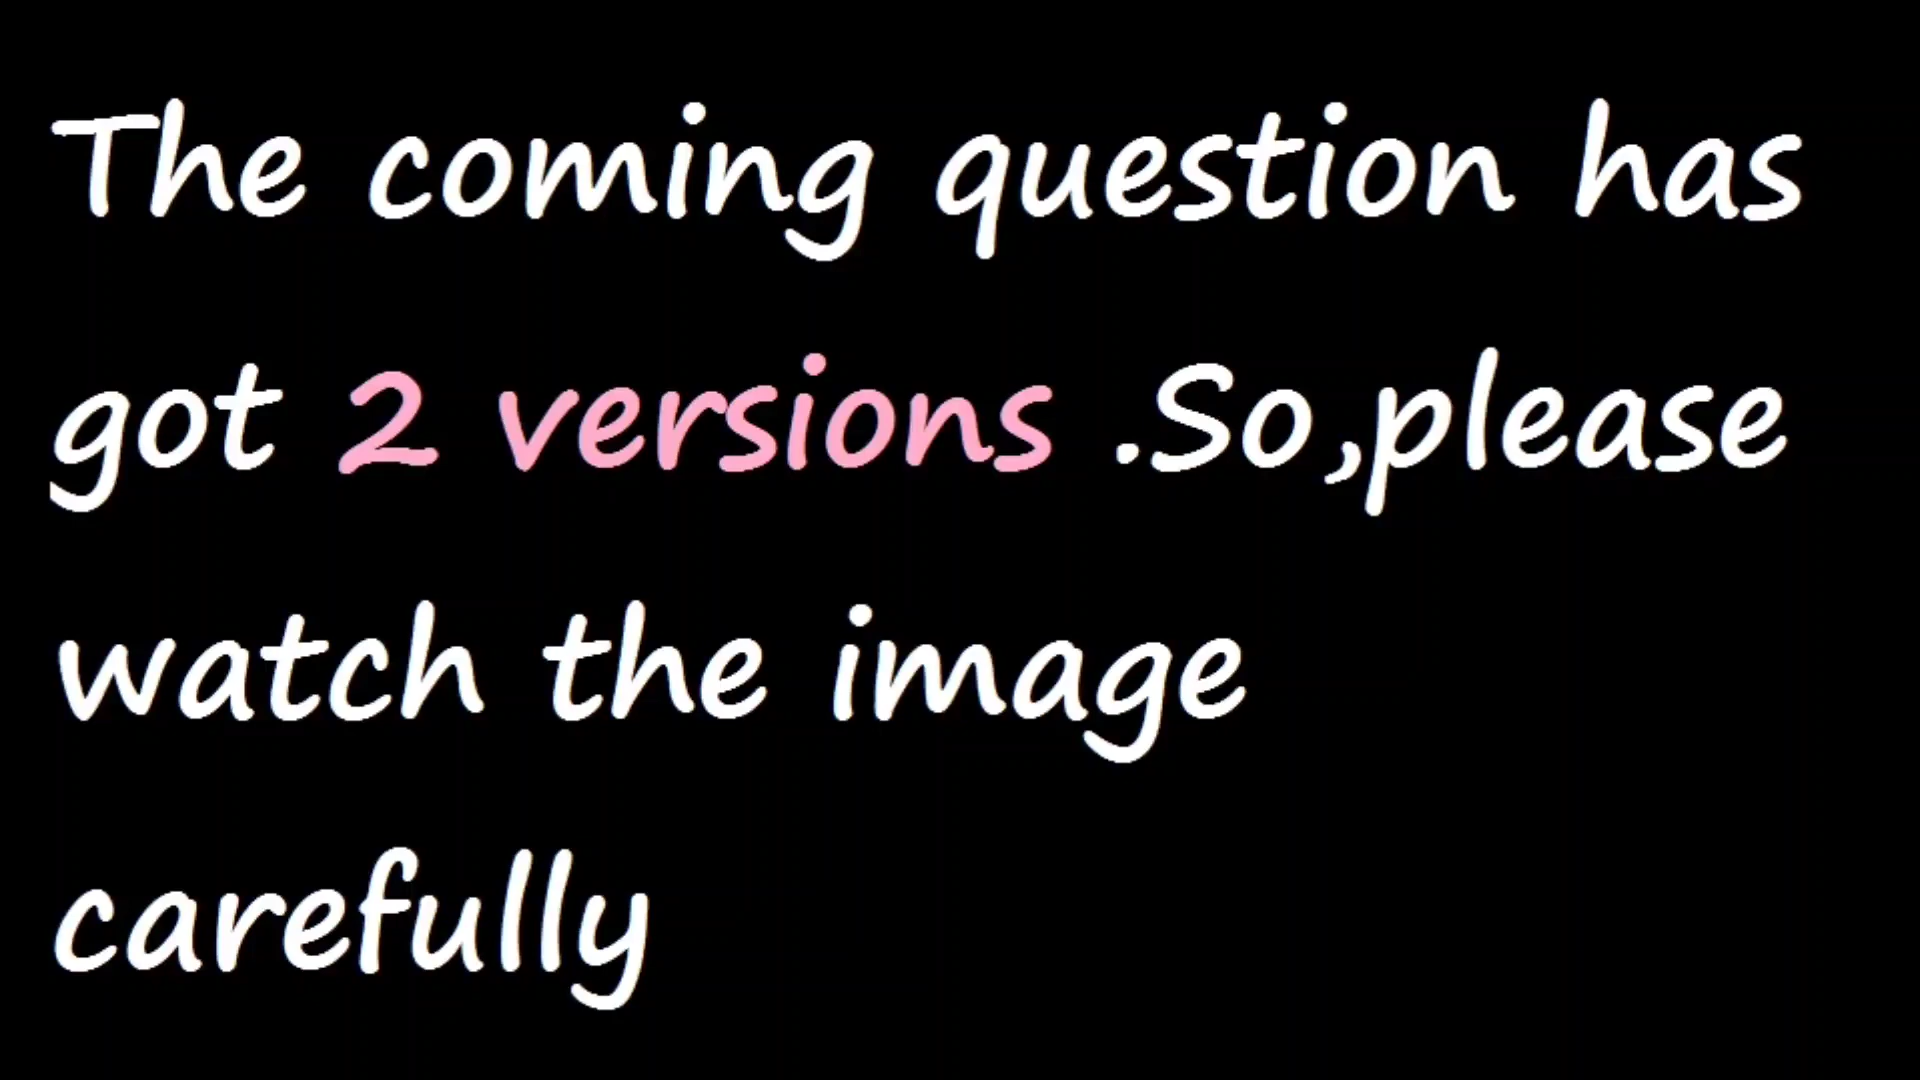 The coming question has
got 2 versions .So,please
watch the image
carefully